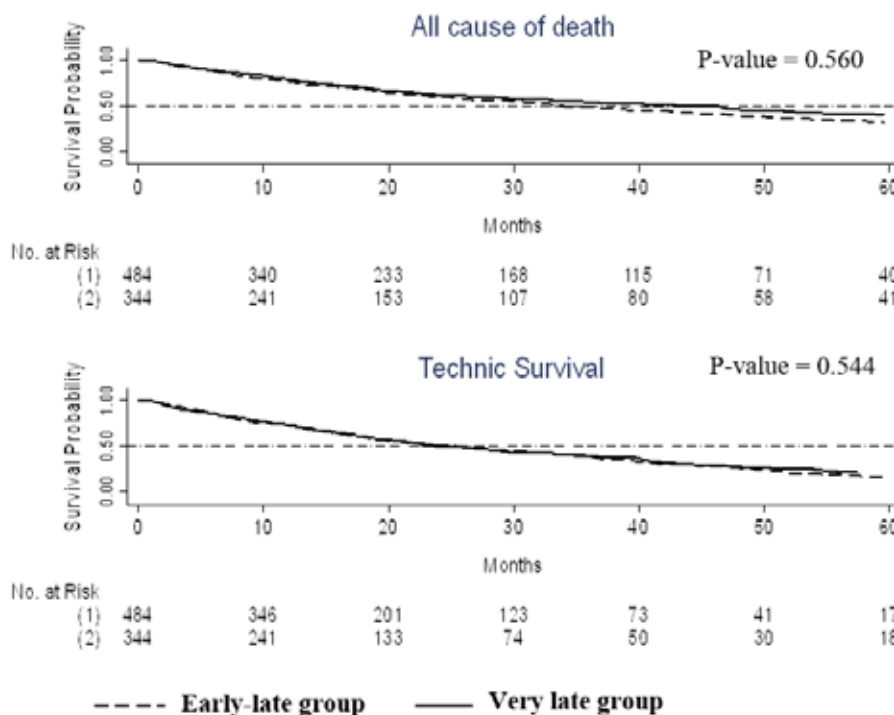 All cause of death
P-value = 0.560
Survival Probability
1.00
0.50
0.00
0 10 20 30 40 50 60
Months
No. at Risk
(1) 484 340 233 168 115 71 40
(2) 344 241 153 107 80 58 41
Technic Survival
P-value = 0.544
Survival Probability
1.00
0.50
0.00
0 10 20 30 40 50 60
Months
No. at Risk
(1) 484 346 201 123 73 41 17
(2) 344 241 133 74 50 30 18
Early-late group Very late group